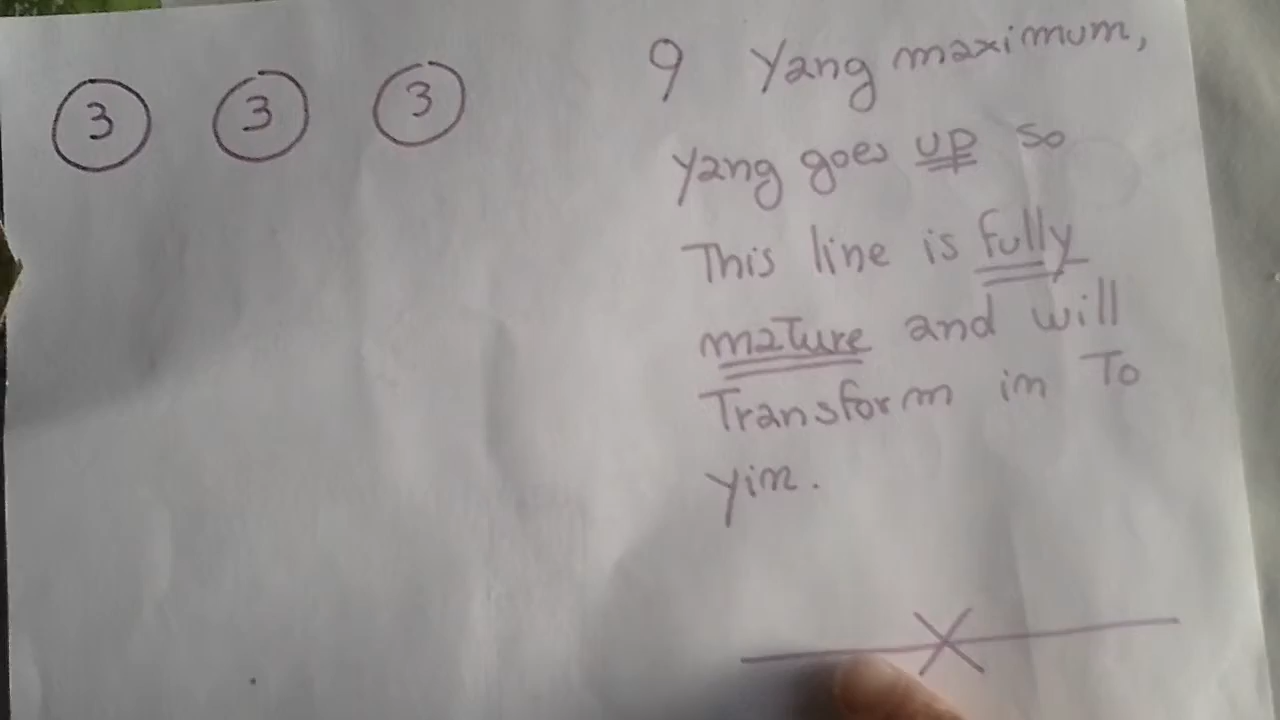 3 3 3
9 Yang maximum,
Yang goes up so
This line is fully
mature and will
Transform in To
yin.